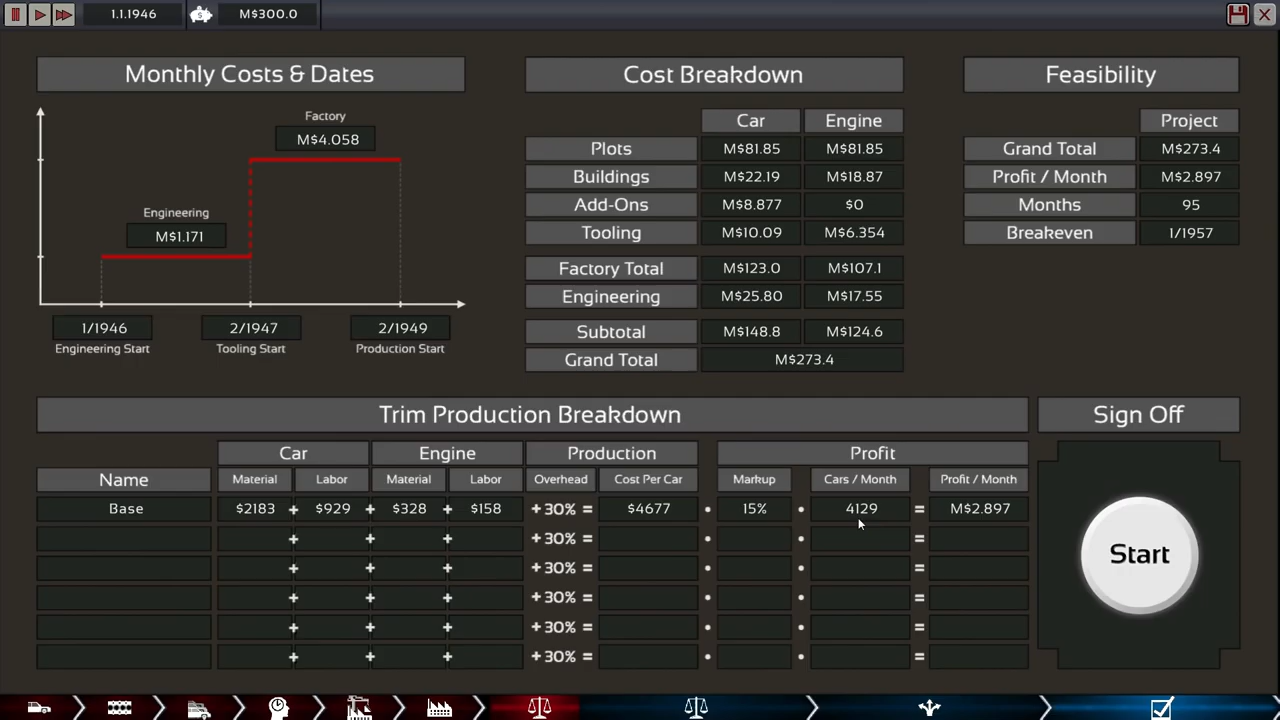 1.1.1946 M$300.0
Monthly Costs & Dates
Factory
M$4.058
Engineering
M$1.171
1/1946 2/1947 2/1949
Engineering Start Tooling Start Production Start
Cost Breakdown
Car Engine
Plots M$81.85 M$81.85
Buildings M$22.19 M$18.87
Add-Ons M$8.877 $0
Tooling M$10.09 M$6.354
Factory Total M$123.0 M$107.1
Engineering M$25.80 M$17.55
Subtotal M$148.8 M$124.6
Grand Total M$273.4
Feasibility
Project
Grand Total M$273.4
Profit / Month M$2.897
Months 95
Breakeven 1/1957
Trim Production Breakdown
Car Engine Production Profit
Name Material Labor Material Labor Overhead Cost Per Car Markup Cars / Month Profit / Month
Base $2183 + $929 + $328 + $158 +30% = $4677 • 15% • 4129 = M$2.897
+ + + +30% = • • =
+ + + +30% = • • =
+ + + +30% = • • =
+ + + +30% = • • =
+ + + +30% = • • =
Sign Off
Start